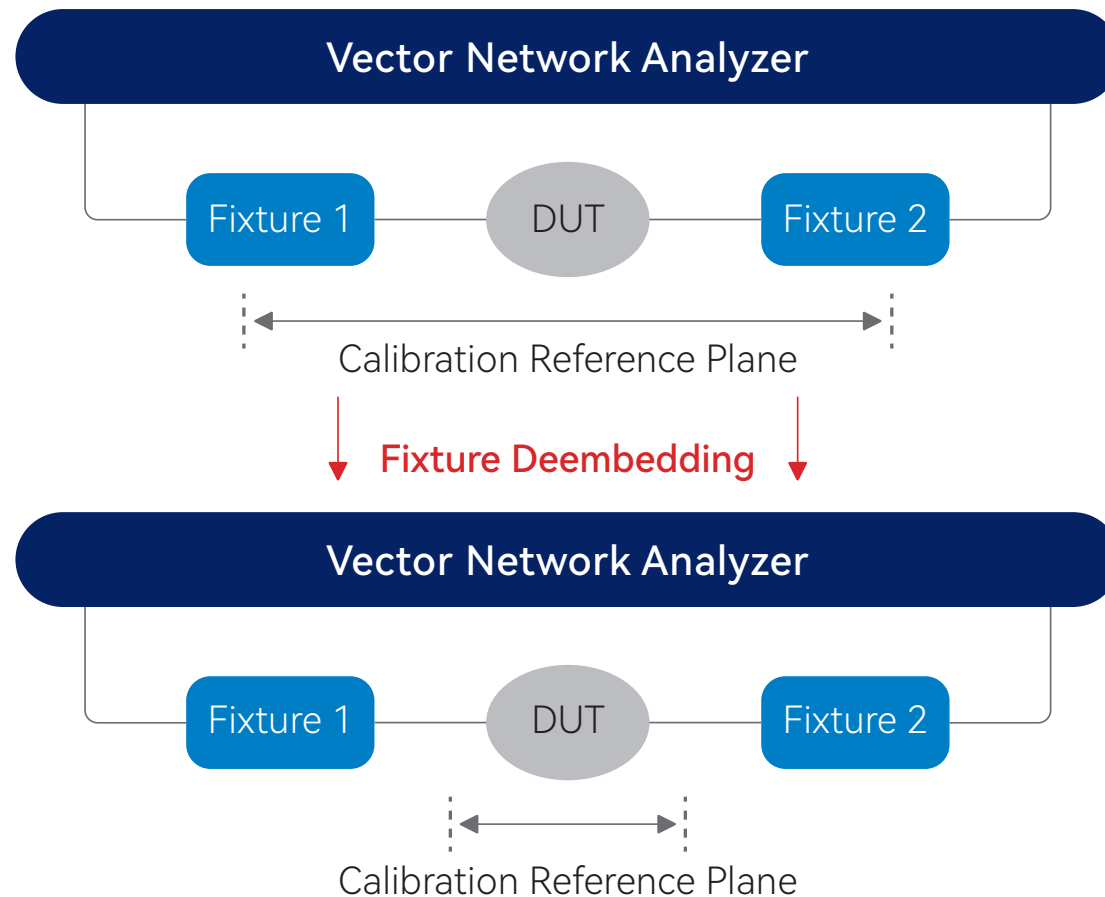 Vector Network Analyzer
Fixture 1 DUT Fixture 2
Calibration Reference Plane
Fixture Deembedding
Vector Network Analyzer
Fixture 1 DUT Fixture 2
Calibration Reference Plane